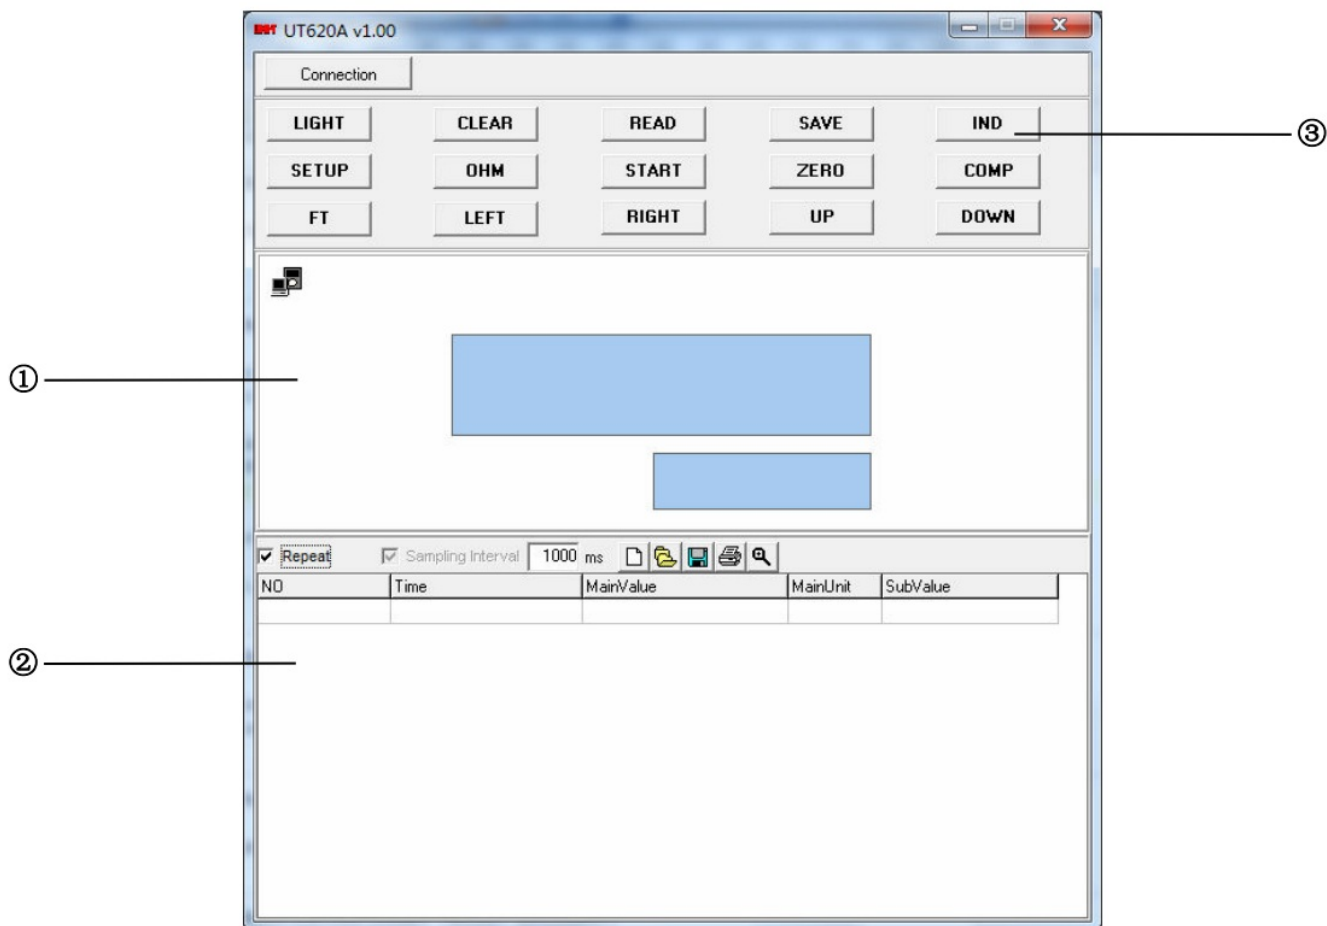 UNI-T UT620A v1.00
Connection
LIGHT CLEAR READ SAVE IND
③
SETUP OHM START ZERO COMP
FT LEFT RIGHT UP DOWN
①
Repeat Sampling Interval 1000 ms
NO Time MainValue MainUnit SubValue
②